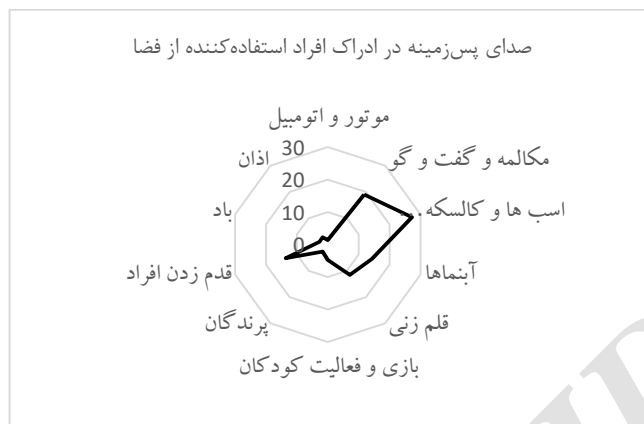 صدای پس‌زمینه در ادراک افراد استفاده‌کننده از فضا
موتور و اتومبیل
مکالمه و گفت و گو
اسب ها و کالسکه...
آبنماها
قلم زنی
بازی و فعالیت کودکان
پرندگان
قدم زدن افراد
باد
اذان
30
20
10
0